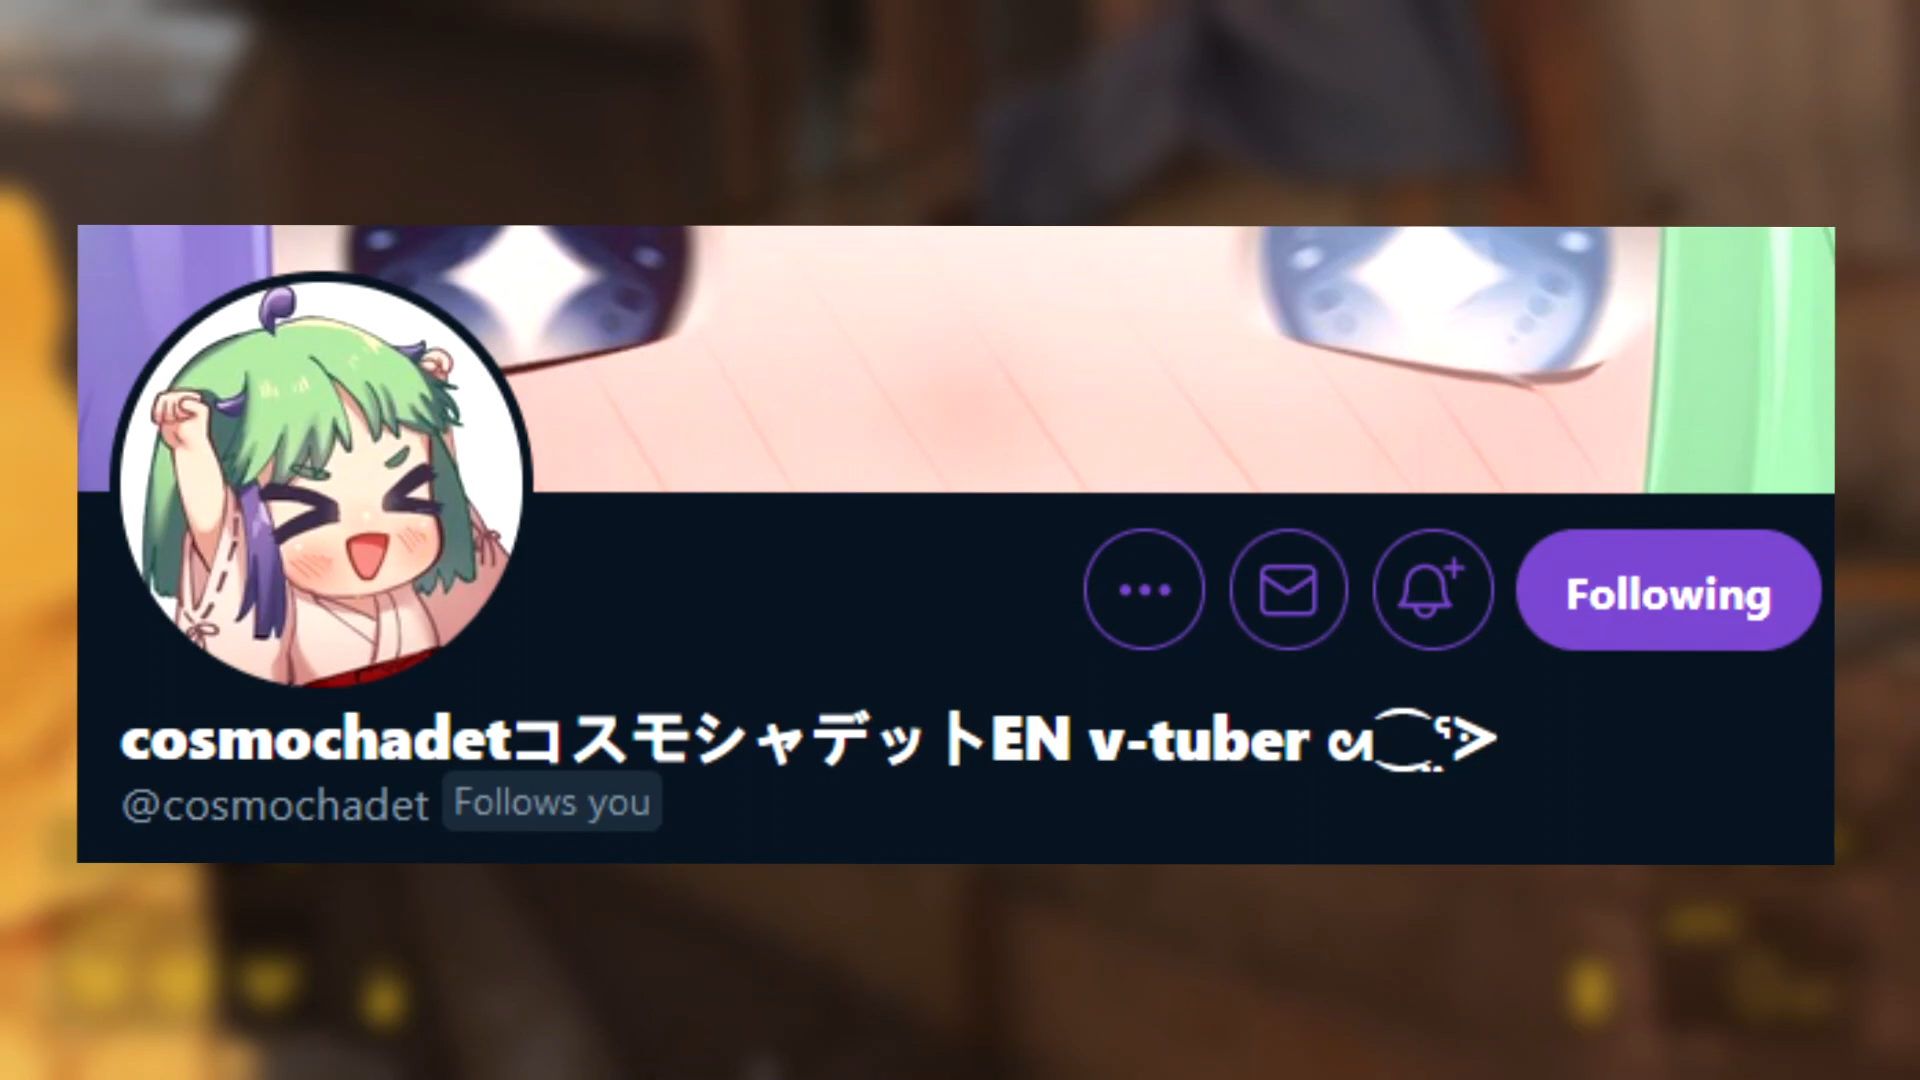 Following
cosmochadetコスモシャデットEN v-tuber
@cosmochadet Follows you